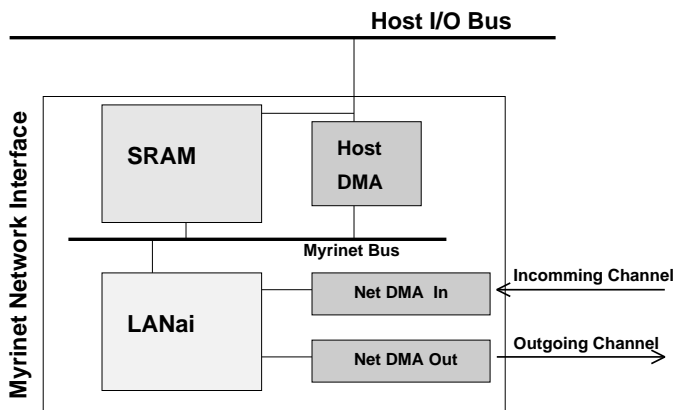 Host I/O Bus
Myrinet Network Interface
SRAM
Host
DMA
Myrinet Bus
LANai
Net DMA In
Incomming Channel
Net DMA Out
Outgoing Channel